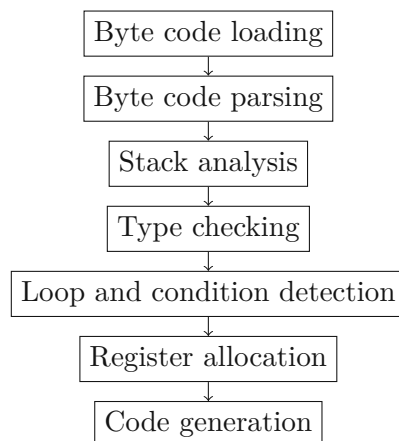 Byte code loading
Byte code parsing
Stack analysis
Type checking
Loop and condition detection
Register allocation
Code generation